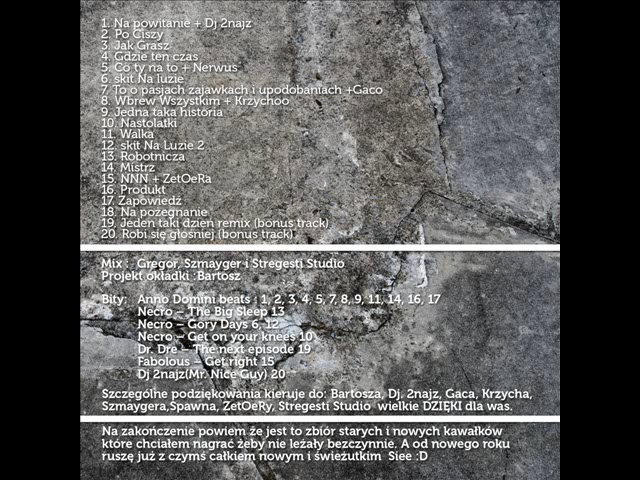 1. Na powitanie + Dj 2najz
2. Po Ciszy
3. Jak Grasz
4. Gdzie ten czas
5. Co ty na to + Nerwus
6. skit Na luzie
7. To o pasjach zajawkach i upodobaniach +Gaco
8. Wbrew Wszystkim + Krzychoo
9. Jedna taka historia
10. Nastolatki
11. Walka
12. skit Na Luzie 2
13. Robotnicza
14. Mistrz
15. NNN + ZetOeRa
16. Produkt
17. Zapowiedź
18. Na pożegnanie
19. Jeden taki dzień remix (bonus track)
20. Robi się głośniej (bonus track)
Mix : Gregor, Szmayger i Stregesti Studio
Projekt okładki :Bartosz
Bity: Anno Domini beats : 1, 2, 3, 4, 5, 7, 8, 9, 11, 14, 16, 17
Necro – The Big Sleep 13
Necro – Gory Days 6, 12
Necro – Get on your knees 10
Dr. Dre – The next episode 19
Fabolous – Get right 15
Dj 2najz(Mr. Nice Guy) 20
Szczególne podziękowania kieruje do: Bartosza, Dj. 2najz, Gaca, Krzycha,
Szmaygera,Spawna, ZetOeRy, Stregesti Studio wielkie DZIĘKI dla was.
Na zakończenie powiem że jest to zbiór starych i nowych kawałków
które chciałem nagrać żeby nie leżały bezczynnie. A od nowego roku
ruszę już z czymś całkiem nowym i świeżutkim Siee :D